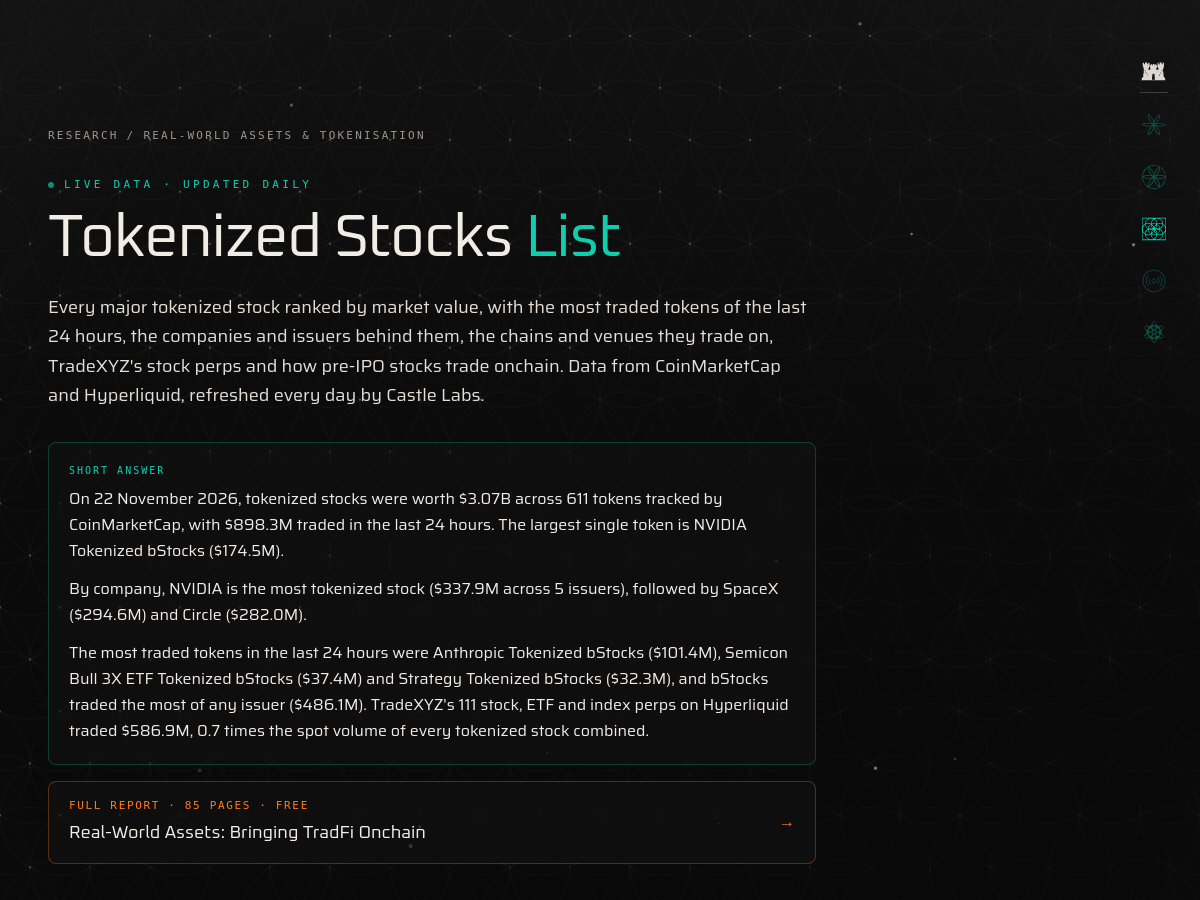 RESEARCH / REAL-WORLD ASSETS & TOKENISATION
LIVE DATA · UPDATED DAILY
Tokenized Stocks List
Every major tokenized stock ranked by market value, with the most traded tokens of the last
24 hours, the companies and issuers behind them, the chains and venues they trade on,
TradeXYZ's stock perps and how pre-IPO stocks trade onchain. Data from CoinMarketCap
and Hyperliquid, refreshed every day by Castle Labs.
SHORT ANSWER
On 22 November 2026, tokenized stocks were worth $3.07B across 611 tokens tracked by
CoinMarketCap, with $898.3M traded in the last 24 hours. The largest single token is NVIDIA
Tokenized bStocks ($174.5M).
By company, NVIDIA is the most tokenized stock ($337.9M across 5 issuers), followed by SpaceX
($294.6M) and Circle ($282.0M).
The most traded tokens in the last 24 hours were Anthropic Tokenized bStocks ($101.4M), Semicon
Bull 3X ETF Tokenized bStocks ($37.4M) and Strategy Tokenized bStocks ($32.3M), and bStocks
traded the most of any issuer ($486.1M). TradeXYZ's 111 stock, ETF and index perps on Hyperliquid
traded $586.9M, 0.7 times the spot volume of every tokenized stock combined.
FULL REPORT · 85 PAGES · FREE
Real-World Assets: Bringing TradFi Onchain
→